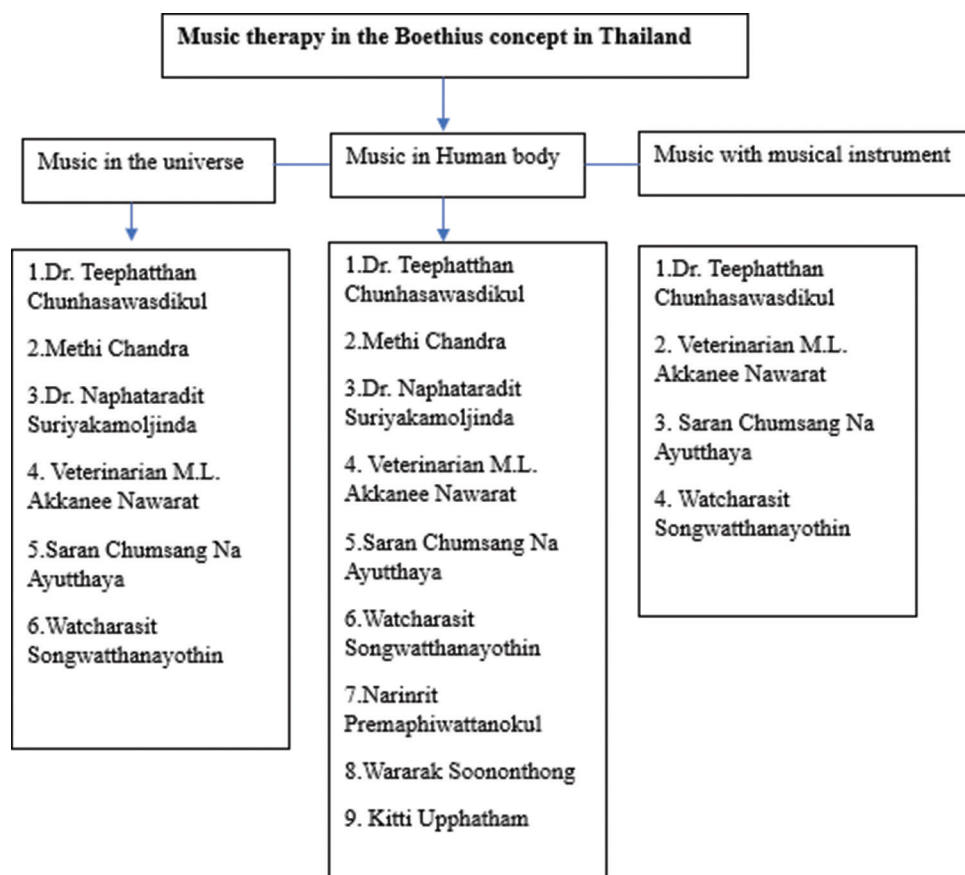 Music therapy in the Boethius concept in Thailand
Music in the universe
Music in Human body
Music with musical instrument
1.Dr. Teephatthan
Chunhasawasdikul
2.Methi Chandra
3.Dr. Naphataradit
Suriyakamoljinda
4. Veterinarian M.L.
Akkanee Nawarat
5.Saran Chumsang Na
Ayutthaya
6.Watcharasit
Songwatthanayothin
1.Dr. Teephatthan
Chunhasawasdikul
2.Methi Chandra
3.Dr. Naphataradit
Suriyakamoljinda
4. Veterinarian M.L.
Akkanee Nawarat
5.Saran Chumsang Na
Ayutthaya
6.Watcharasit
Songwatthanayothin
7.Narinrit
Premaphiwattanokul
8.Wararak Soononthong
9. Kitti Upphatham
1.Dr. Teephatthan
Chunhasawasdikul
2. Veterinarian M.L.
Akkanee Nawarat
3. Saran Chumsang Na
Ayutthaya
4. Watcharasit
Songwatthanayothin